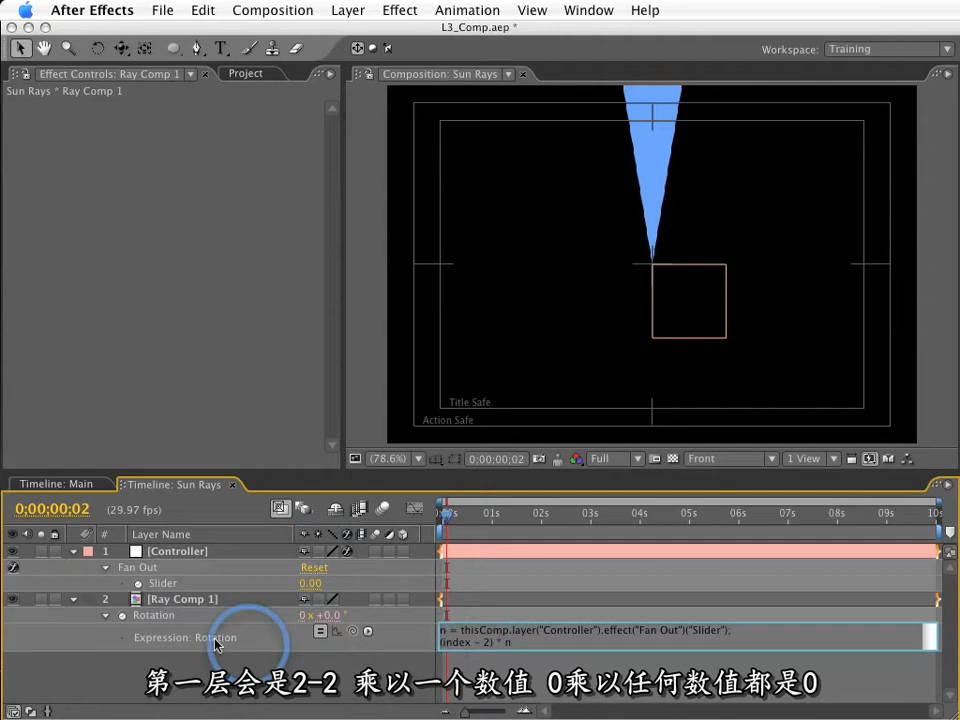 After Effects File Edit Composition Layer Effect Animation View Window Help
L3_Comp.aep *
Workspace: Training
Effect Controls: Ray Comp 1 Project Composition: Sun Rays
Sun Rays * Ray Comp 1
Title Safe
Action Safe
(78.6%) 0;00;00;02 Full Front 1 View
Timeline: Main Timeline: Sun Rays
0;00;00;02 (29.97 fps) 01s 02s 03s 04s 05s 06s 07s 08s 09s 10s
# Layer Name
1 [Controller]
Fan Out Reset
Slider 0.00
2 [Ray Comp 1]
Rotation 0 x +0.0 °
n = thisComp.layer("Controller").effect("Fan Out")("Slider");
Expression: Rotation (index - 2) * n
第一层会是2-2 乘以一个数值 0乘以任何数值都是0